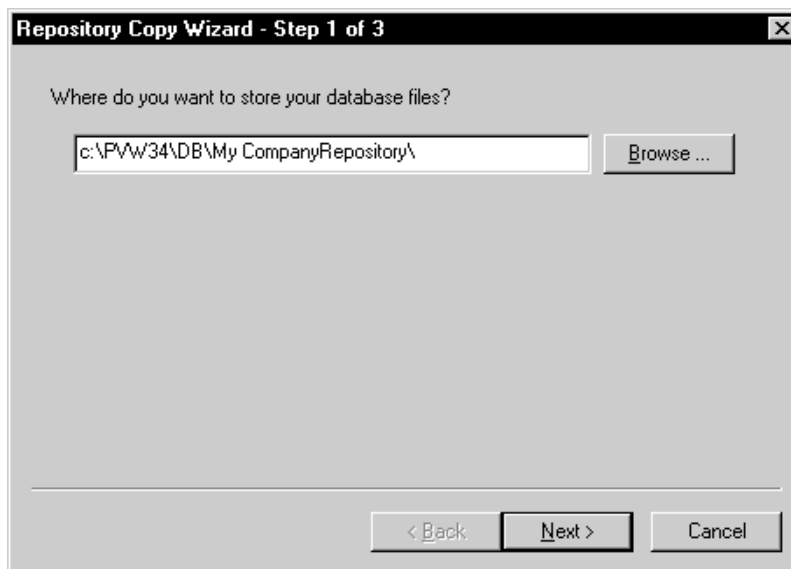 Repository Copy Wizard - Step 1 of 3
Where do you want to store your database files?
c:\PVW34\DB\My CompanyRepository\
Browse ...
< Back
Next >
Cancel